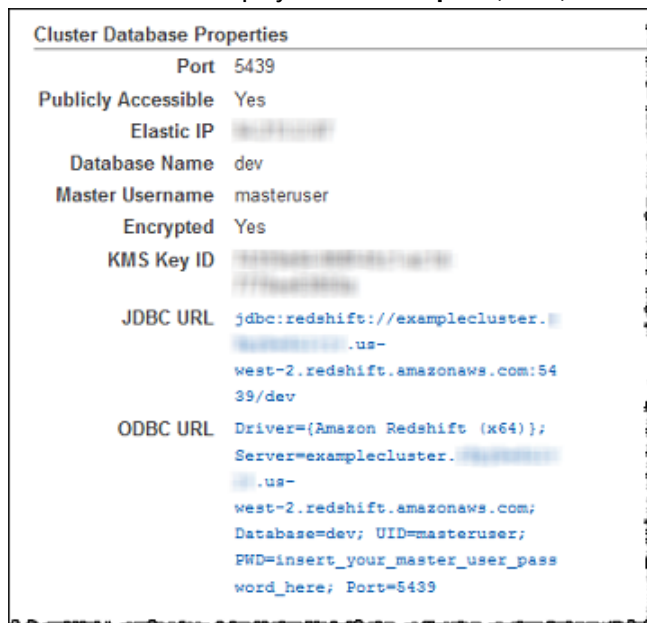 Cluster Database Properties
Port 5439
Publicly Accessible Yes
Elastic IP
Database Name dev
Master Username masteruser
Encrypted Yes
KMS Key ID
JDBC URL jdbc:redshift://examplecluster.
.us-
west-2.redshift.amazonaws.com:54
39/dev
ODBC URL Driver={Amazon Redshift (x64)};
Server=examplecluster.
.us-
west-2.redshift.amazonaws.com;
Database=dev; UID=masteruser;
PWD=insert_your_master_user_pass
word_here; Port=5439